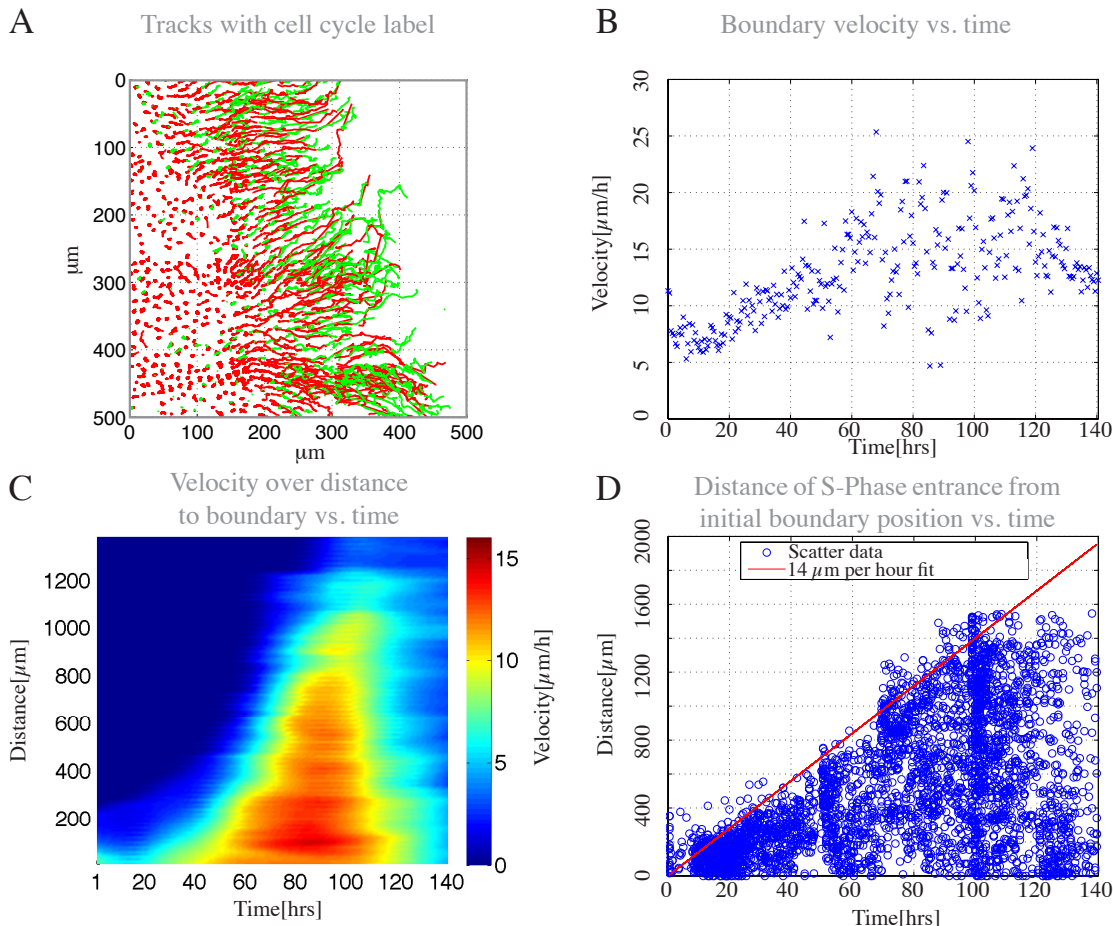 A
Tracks with cell cycle label
0
100
200
300
400
500
μm
0
100
200
300
400
500
μm
B
Boundary velocity vs. time
30
25
20
15
10
5
0
Velocity[μm/h]
0
20
40
60
80
100
120
140
Time[hrs]
C
Velocity over distance
to boundary vs. time
1200
1000
800
600
400
200
Distance[μm]
1
20
40
60
80
100
120
140
Time[hrs]
15
10
5
0
Velocity[μm/h]
D
Distance of S-Phase entrance from
initial boundary position vs. time
Scatter data
14 μm per hour fit
2000
1600
1200
800
400
0
Distance[μm]
0
20
40
60
80
100
120
140
Time[hrs]